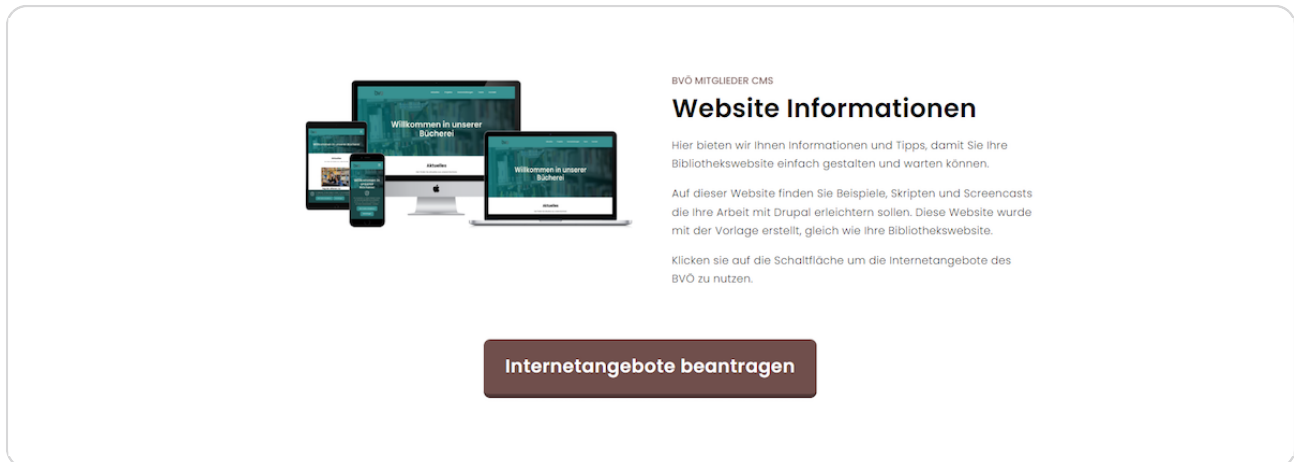 BVÖ MITGLIEDER CMS
Website Informationen
Hier bieten wir Ihnen Informationen und Tipps, damit Sie Ihre
Bibliothekswebsite einfach gestalten und warten können.
Auf dieser Website finden Sie Beispiele, Skripten und Screencasts
die Ihre Arbeit mit Drupal erleichtern sollen. Diese Website wurde
mit der Vorlage erstellt, gleich wie Ihre Bibliothekswebsite.
Klicken sie auf die Schaltfläche um die Internetangebote des
BVÖ zu nutzen.
Willkommen in unserer
Bücherei
Aktuelles
Willkommen in unserer
Bücherei
Aktuelles
Internetangebote beantragen